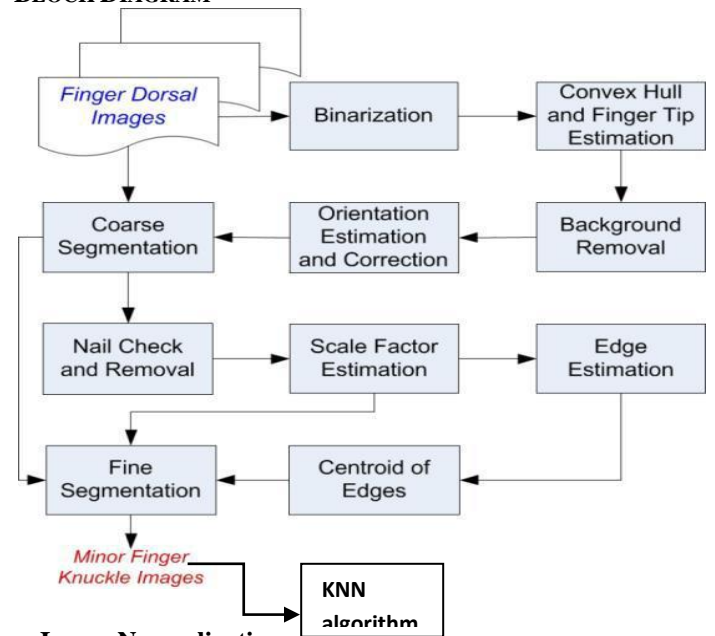 BLOCK DIAGRAM
Finger Dorsal
Images
Binarization
Convex Hull
and Finger Tip
Estimation
Coarse
Segmentation
Orientation
Estimation
and Correction
Background
Removal
Nail Check
and Removal
Scale Factor
Estimation
Edge
Estimation
Fine
Segmentation
Centroid of
Edges
Minor Finger
Knuckle Images
KNN
algorithm